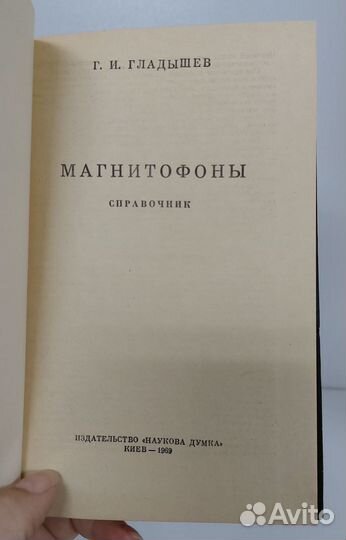 Г. И. ГЛАДЫШЕВ
МАГНИТОФОНЫ
СПРАВОЧНИК
ИЗДАТЕЛЬСТВО «НАУКОВА ДУМКА»
КИЕВ — 1969
Avito